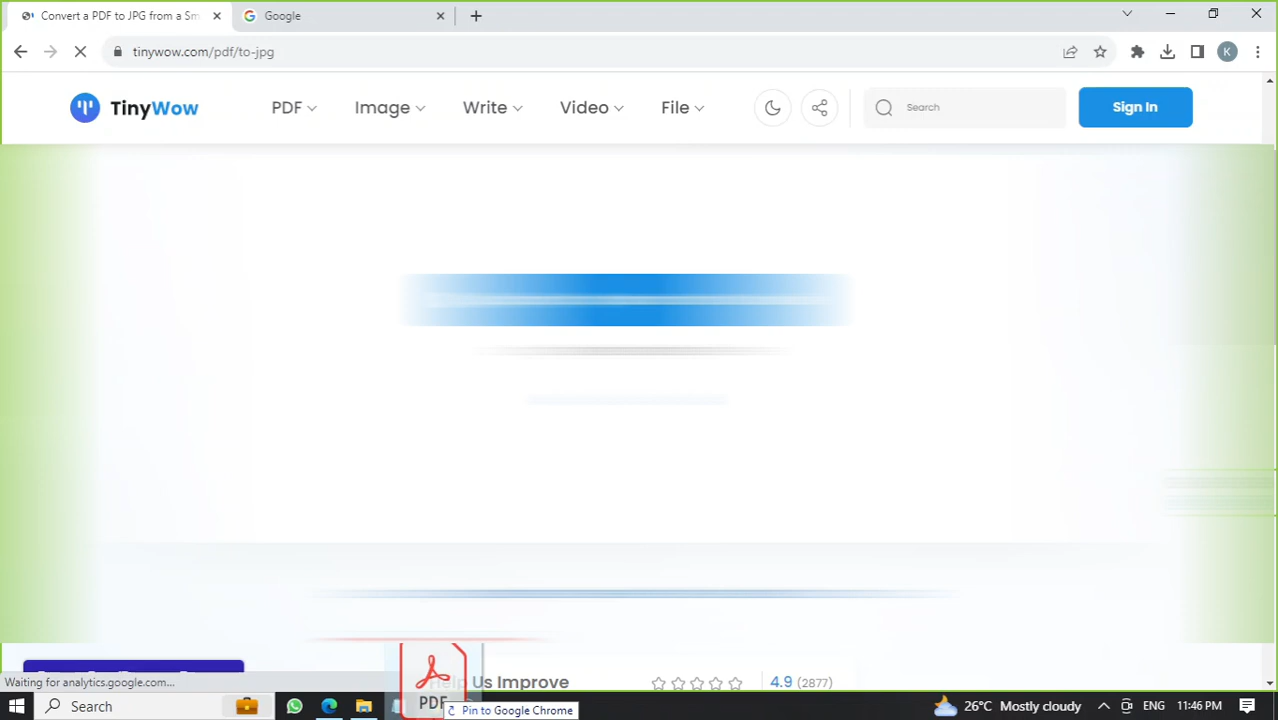 Convert a PDF to JPG from a Sm
Google
tinywow.com/pdf/to-jpg
K
TinyWow
PDF
Image
Write
Video
File
Search
Sign In
Help Us Improve
4.9 (2877)
Waiting for analytics.google.com...
PDF
Pin to Google Chrome
Search
26°C Mostly cloudy
ENG
11:46 PM